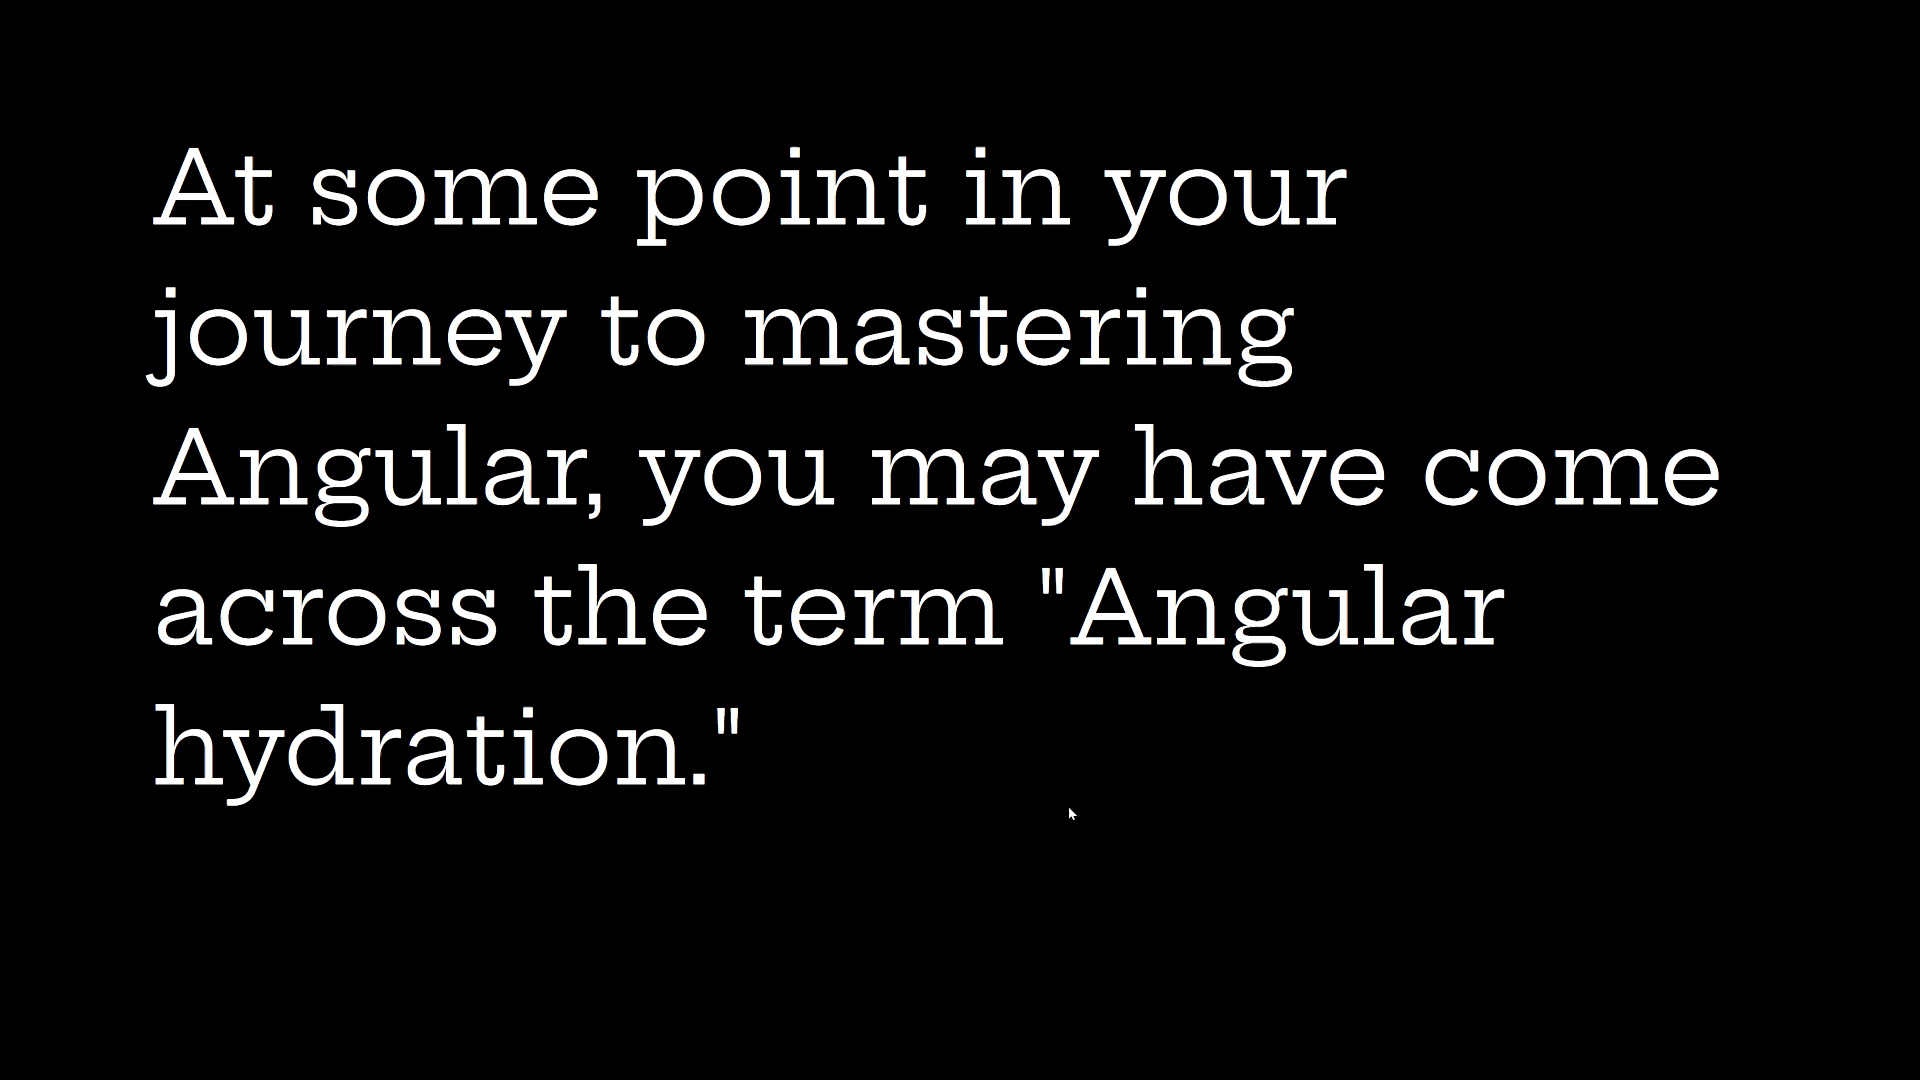 At some point in your
journey to mastering
Angular, you may have come
across the term "Angular
hydration."